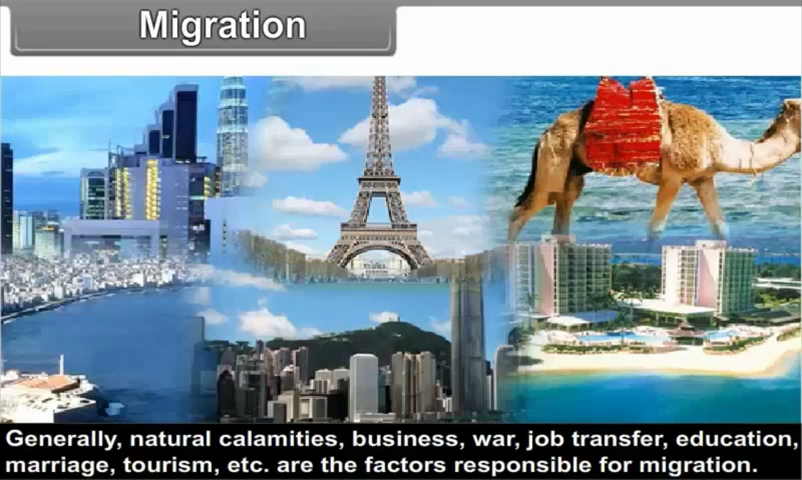 Migration
Generally, natural calamities, business, war, job transfer, education,
marriage, tourism, etc. are the factors responsible for migration.